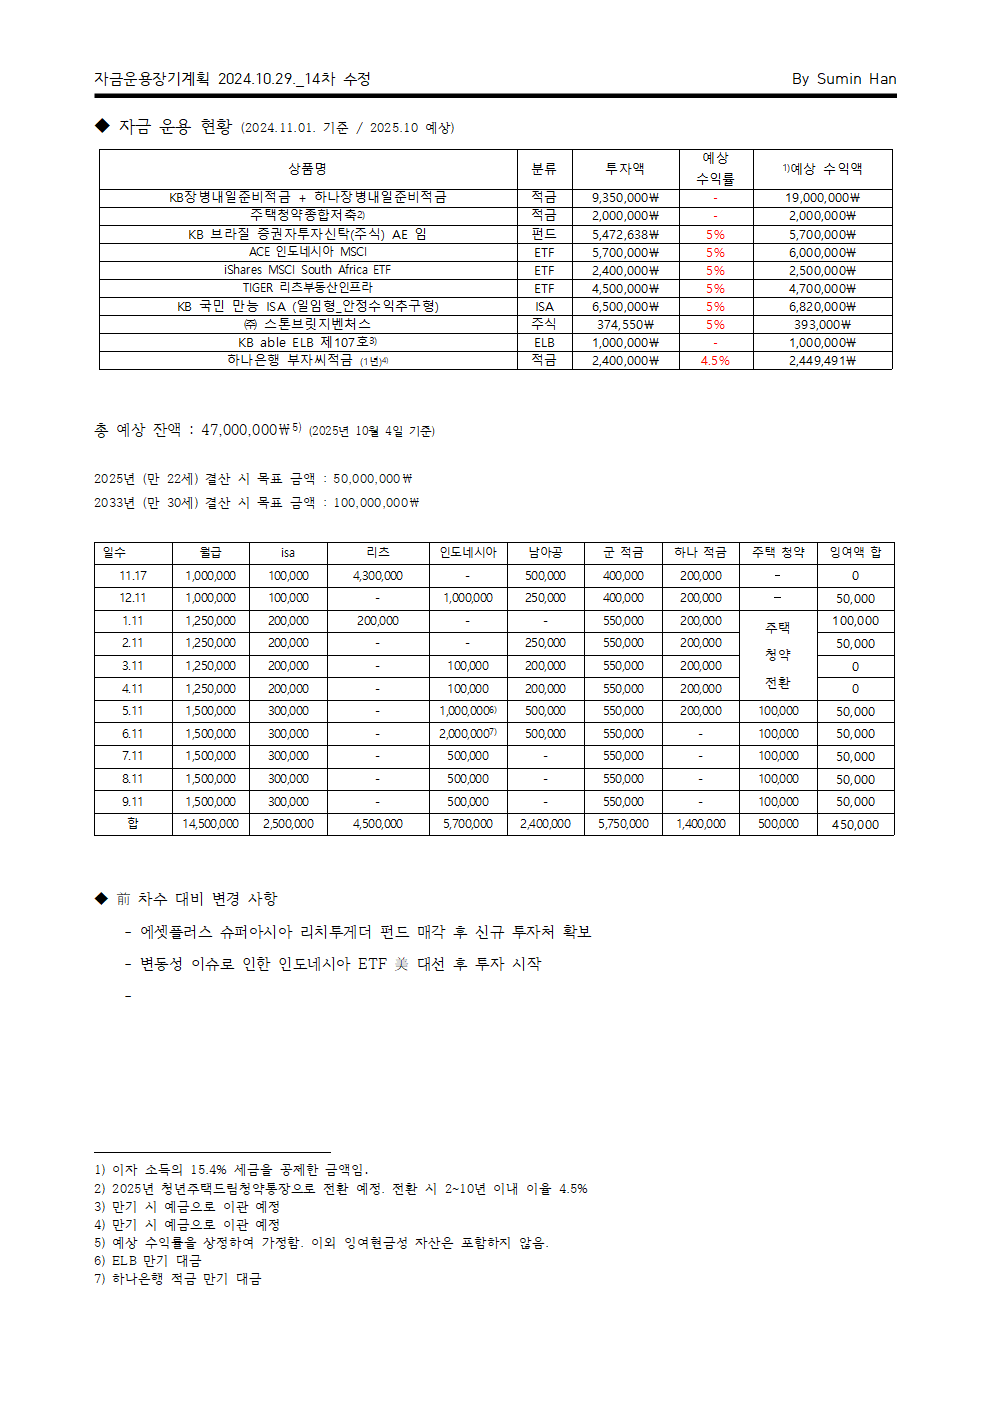 자금운용장기계획 2024.10.29._14차 수정 By Sumin Han
◆ 자금 운용 현황 (2024.11.01. 기준 / 2025.10 예상)
상품명 분류 투자액 예상 수익률 1)예상 수익액
KB장병내일준비적금 + 하나장병내일준비적금 적금 9,350,000₩ - 19,000,000₩
주택청약종합저축2) 적금 2,000,000₩ - 2,000,000₩
KB 브라질 증권자투자신탁(주식) AE 임 펀드 5,472,638₩ 5% 5,700,000₩
ACE 인도네시아 MSCI ETF 5,700,000₩ 5% 6,000,000₩
iShares MSCI South Africa ETF ETF 2,400,000₩ 5% 2,500,000₩
TIGER 리츠부동산인프라 ETF 4,500,000₩ 5% 4,700,000₩
KB 국민 만능 ISA (일임형_안정수익추구형) ISA 6,500,000₩ 5% 6,820,000₩
㈜ 스톤브릿지벤처스 주식 374,550₩ 5% 393,000₩
KB able ELB 제107호3) ELB 1,000,000₩ - 1,000,000₩
하나은행 부자씨적금 (1년)4) 적금 2,400,000₩ 4.5% 2,449,491₩
총 예상 잔액 : 47,000,000₩5) (2025년 10월 4일 기준)
2025년 (만 22세) 결산 시 목표 금액 : 50,000,000₩
2033년 (만 30세) 결산 시 목표 금액 : 100,000,000₩
일수 월급 isa 리츠 인도네시아 남아공 군 적금 하나 적금 주택 청약 잉여액 합
11.17 1,000,000 100,000 4,300,000 - 500,000 400,000 200,000 - 0
12.11 1,000,000 100,000 - 1,000,000 250,000 400,000 200,000 - 50,000
1.11 1,250,000 200,000 200,000 - - 550,000 200,000 주택 청약 전환 100,000
2.11 1,250,000 200,000 - - 250,000 550,000 200,000 50,000
3.11 1,250,000 200,000 - 100,000 200,000 550,000 200,000 0
4.11 1,250,000 200,000 - 100,000 200,000 550,000 200,000 0
5.11 1,500,000 300,000 - 1,000,0006) 500,000 550,000 200,000 100,000 50,000
6.11 1,500,000 300,000 - 2,000,0007) 500,000 550,000 - 100,000 50,000
7.11 1,500,000 300,000 - 500,000 - 550,000 - 100,000 50,000
8.11 1,500,000 300,000 - 500,000 - 550,000 - 100,000 50,000
9.11 1,500,000 300,000 - 500,000 - 550,000 - 100,000 50,000
합 14,500,000 2,500,000 4,500,000 5,700,000 2,400,000 5,750,000 1,400,000 500,000 450,000
◆ 前 차수 대비 변경 사항
- 에셋플러스 슈퍼아시아 리치투게더 펀드 매각 후 신규 투자처 확보
- 변동성 이슈로 인한 인도네시아 ETF 美 대선 후 투자 시작
-
1) 이자 소득의 15.4% 세금을 공제한 금액임.
2) 2025년 청년주택드림청약통장으로 전환 예정. 전환 시 2~10년 이내 이율 4.5%
3) 만기 시 예금으로 이관 예정
4) 만기 시 예금으로 이관 예정
5) 예상 수익률을 상정하여 가정함. 이외 잉여현금성 자산은 포함하지 않음.
6) ELB 만기 대금
7) 하나은행 적금 만기 대금